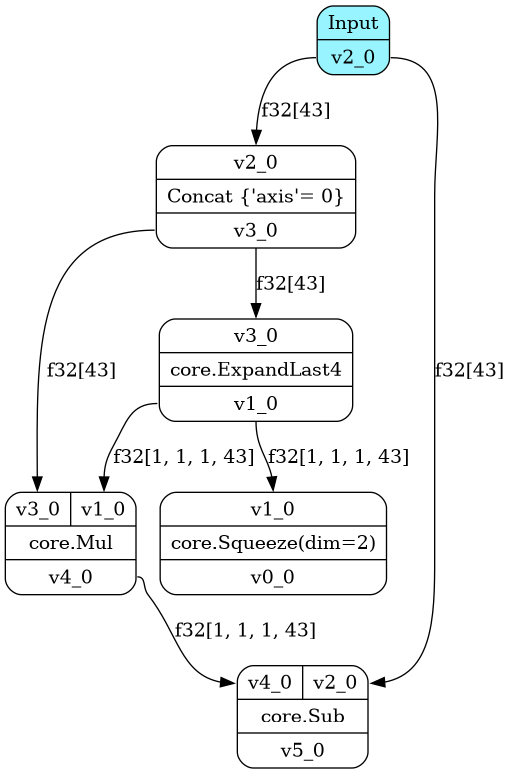 Input
v2_0
f32[43]
v2_0
Concat {'axis'= 0}
v3_0
f32[43]
v3_0
core.ExpandLast4
v1_0
f32[43]
f32[43]
f32[1, 1, 1, 43]
f32[1, 1, 1, 43]
v3_0 v1_0
core.Mul
v4_0
v1_0
core.Squeeze(dim=2)
v0_0
f32[1, 1, 1, 43]
v4_0 v2_0
core.Sub
v5_0